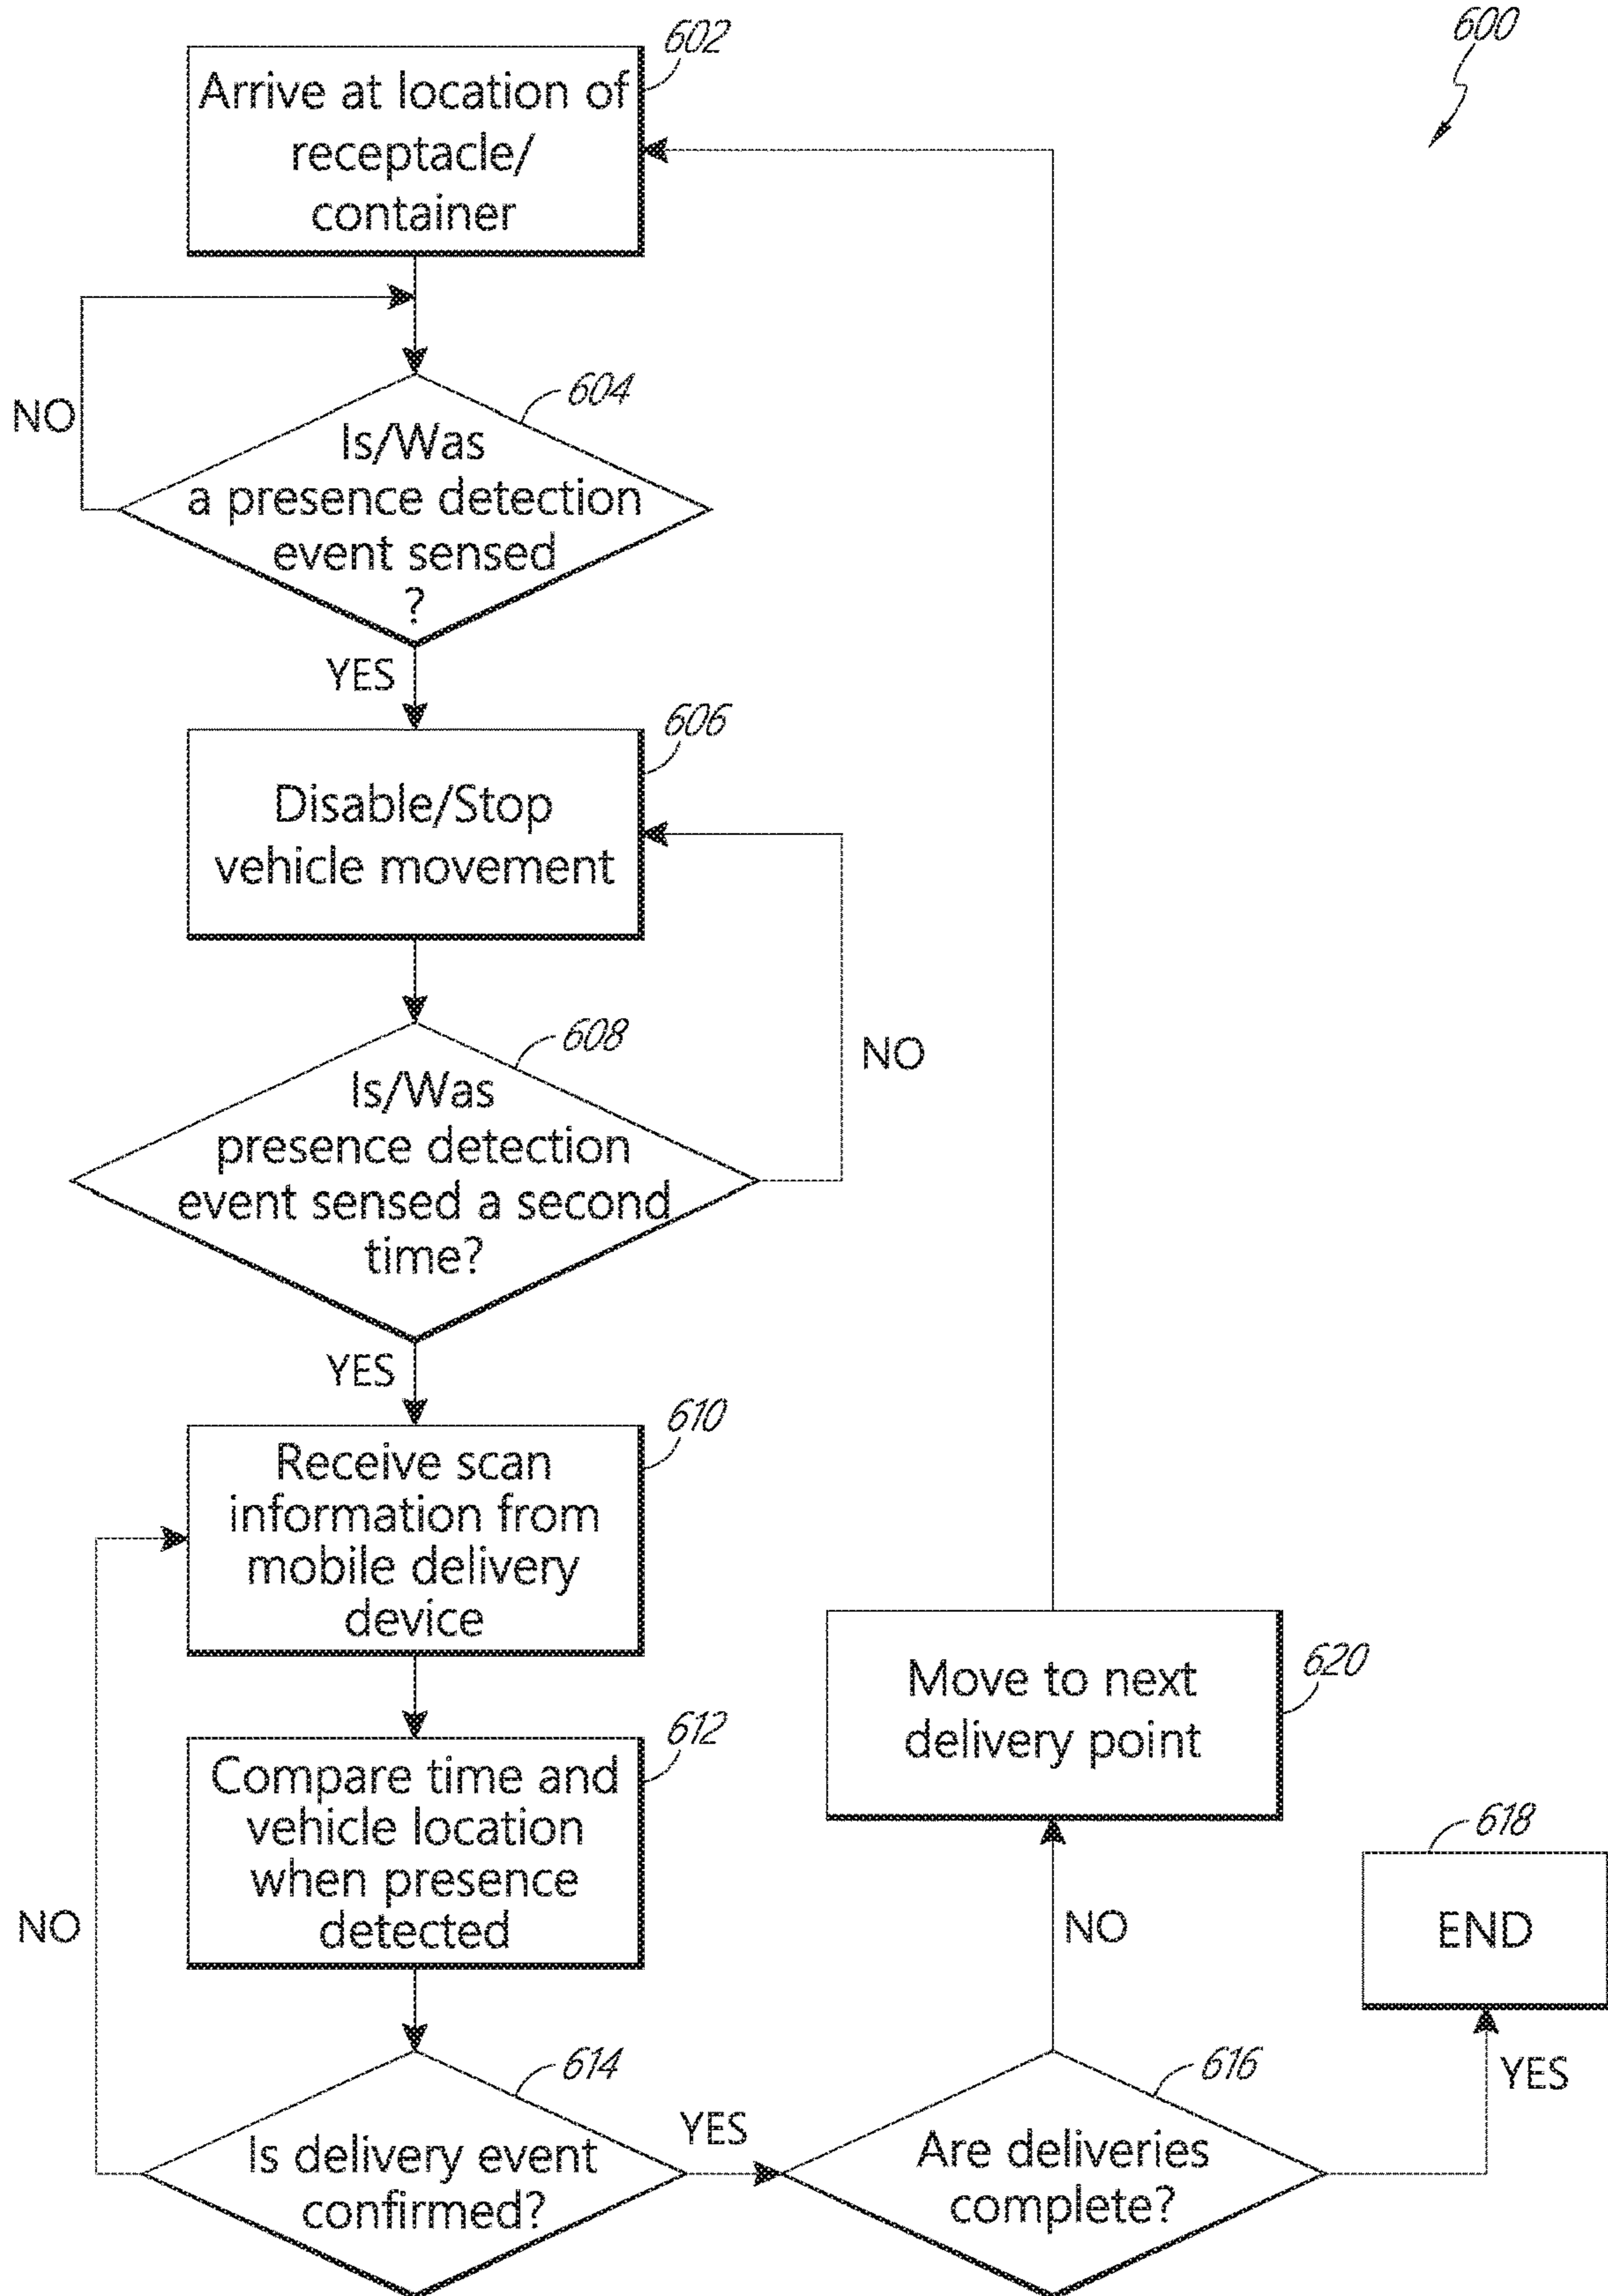 600
602
Arrive at location of
receptacle/
container
NO
604
Is/Was
a presence detection
event sensed
?
YES
606
Disable/Stop
vehicle movement
608
Is/Was
presence detection
event sensed a second
time?
NO
YES
610
Receive scan
information from
mobile delivery
device
612
Compare time and
vehicle location
when presence
detected
NO
614
Is delivery event
confirmed?
YES
616
Are deliveries
complete?
NO
620
Move to next
delivery point
YES
618
END